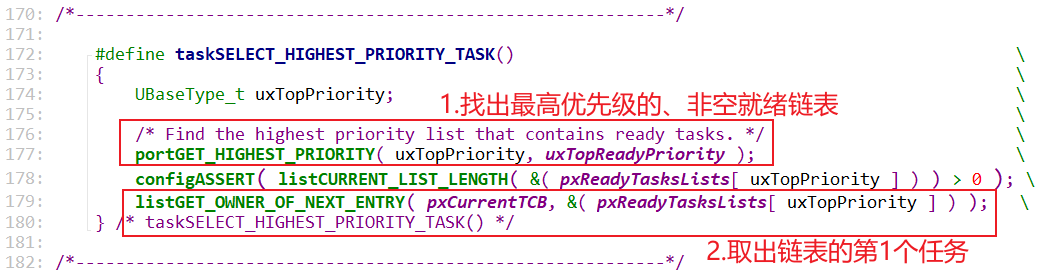 170: /*-----------------------------------------------------------*/
171:
172: #define taskSELECT_HIGHEST_PRIORITY_TASK() \
173: { \
174: UBaseType_t uxTopPriority; \
1.找出最高优先级的、非空就绪链表
175: \
176: /* Find the highest priority list that contains ready tasks. */ \
177: portGET_HIGHEST_PRIORITY( uxTopPriority, uxTopReadyPriority ); \
178: configASSERT( listCURRENT_LIST_LENGTH( &( pxReadyTasksLists[ uxTopPriority ] ) ) > 0 ); \
179: listGET_OWNER_OF_NEXT_ENTRY( pxCurrentTCB, &( pxReadyTasksLists[ uxTopPriority ] ) ); \
180: } /* taskSELECT_HIGHEST_PRIORITY_TASK() */
181:
2.取出链表的第1个任务
182: /*-----------------------------------------------------------*/